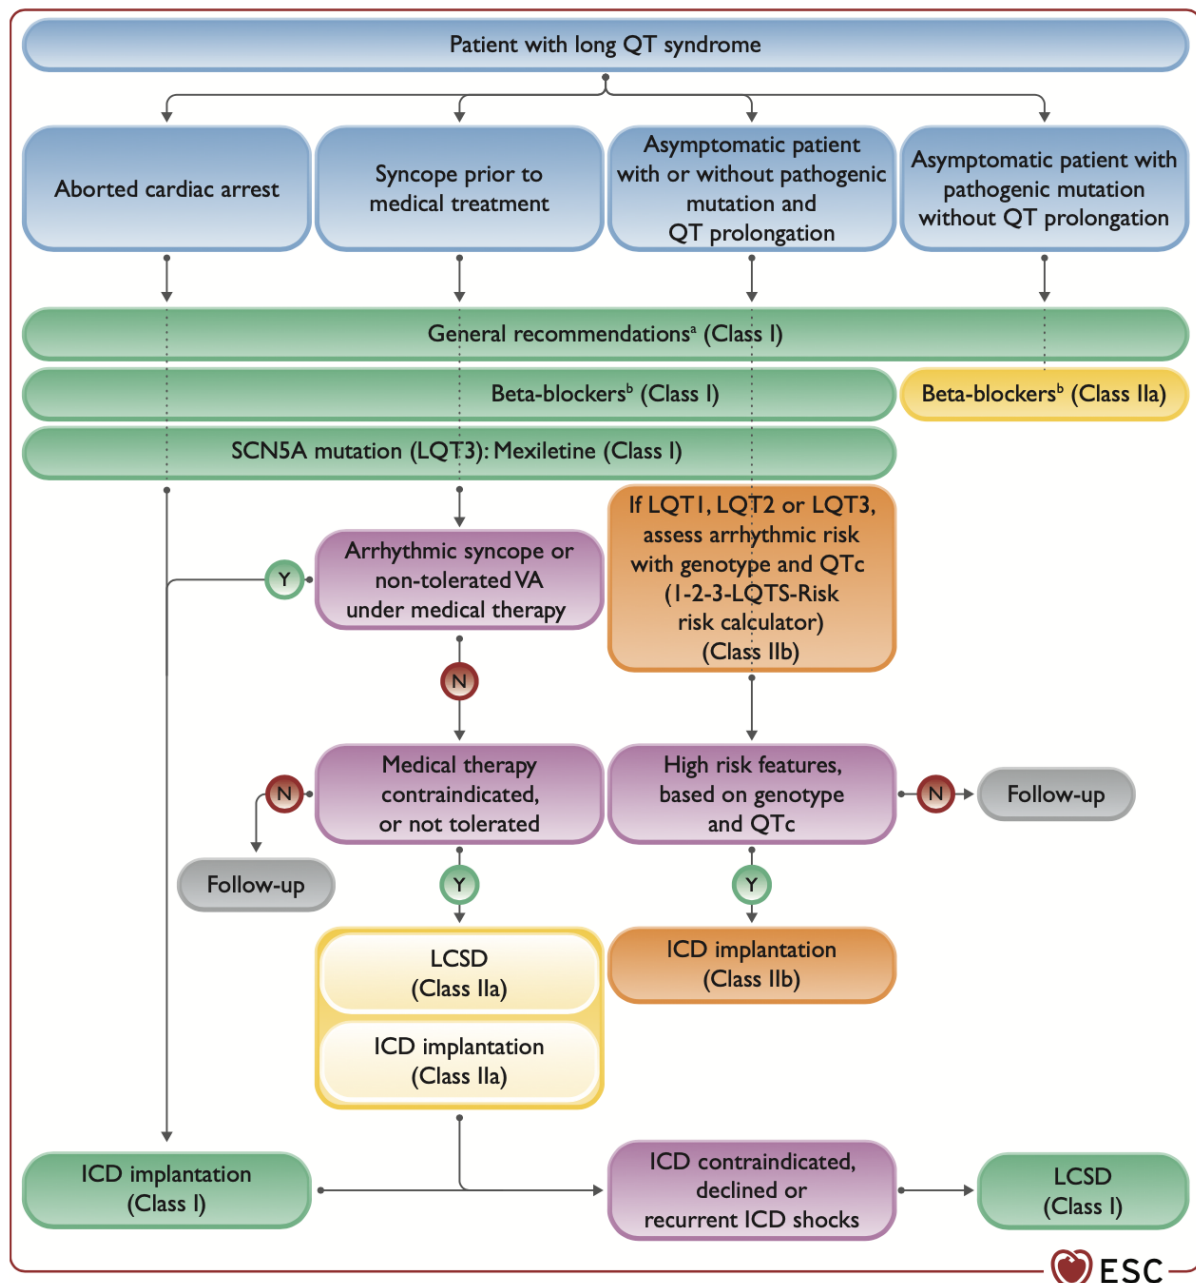 Patient with long QT syndrome
Aborted cardiac arrest
Syncope prior to
medical treatment
Asymptomatic patient
with or without pathogenic
mutation and
QT prolongation
Asymptomatic patient with
pathogenic mutation
without QT prolongation
General recommendationsᵃ (Class I)
Beta-blockersᵇ (Class I)
Beta-blockersᵇ (Class IIa)
SCN5A mutation (LQT3): Mexiletine (Class I)
Arrhythmic syncope or
non-tolerated VA
under medical therapy
Y
N
If LQT1, LQT2 or LQT3,
assess arrhythmic risk
with genotype and QTc
(1-2-3-LQTS-Risk
risk calculator)
(Class IIb)
Medical therapy
contraindicated,
or not tolerated
N
Follow-up
Y
High risk features,
based on genotype
and QTc
N
Follow-up
Y
LCSD
(Class IIa)
ICD implantation
(Class IIa)
ICD implantation
(Class IIb)
ICD implantation
(Class I)
ICD contraindicated,
declined or
recurrent ICD shocks
LCSD
(Class I)
ESC